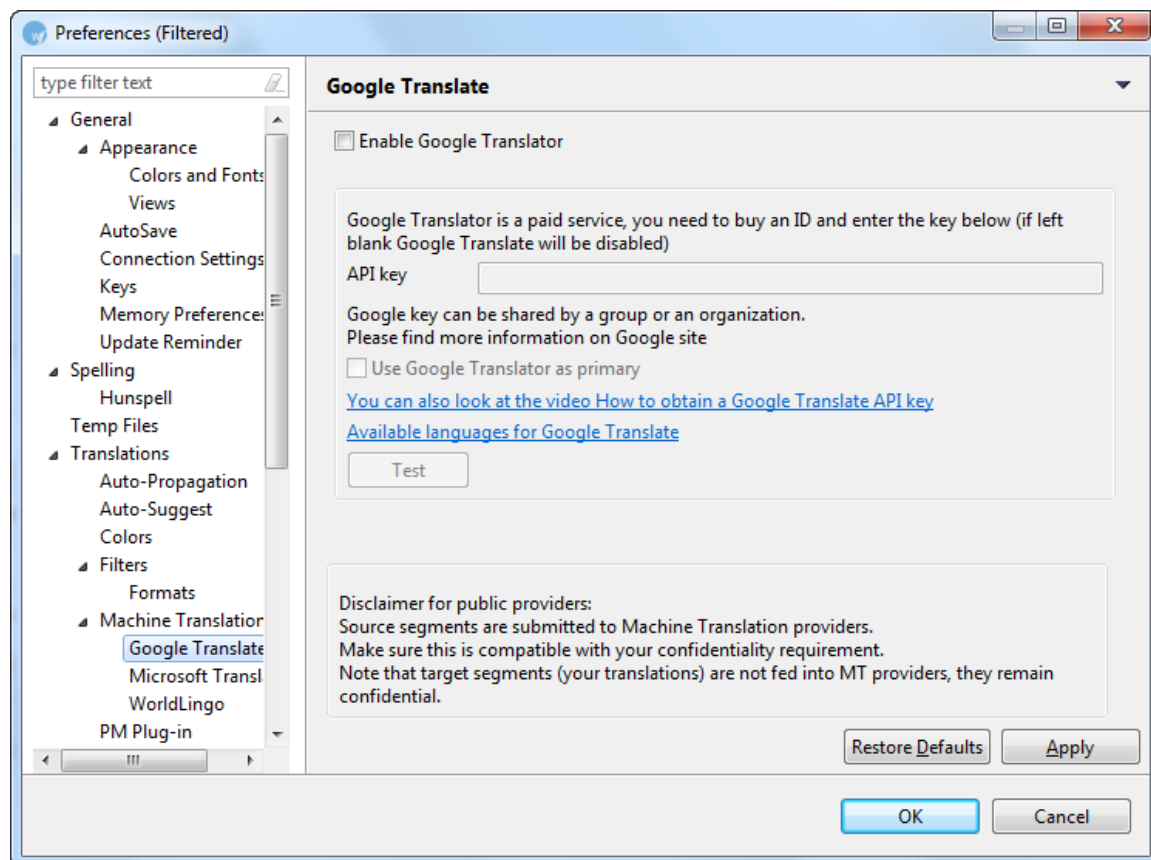 Preferences (Filtered)
type filter text
General
Appearance
Colors and Fonts
Views
AutoSave
Connection Settings
Keys
Memory Preferences
Update Reminder
Spelling
Hunspell
Temp Files
Translations
Auto-Propagation
Auto-Suggest
Colors
Filters
Formats
Machine Translation
Google Translate
Microsoft Transl
WorldLingo
PM Plug-in
Google Translate
Enable Google Translator
Google Translator is a paid service, you need to buy an ID and enter the key below (if left
blank Google Translate will be disabled)
API key
Google key can be shared by a group or an organization.
Please find more information on Google site
Use Google Translator as primary
You can also look at the video How to obtain a Google Translate API key
Available languages for Google Translate
Test
Disclaimer for public providers:
Source segments are submitted to Machine Translation providers.
Make sure this is compatible with your confidentiality requirement.
Note that target segments (your translations) are not fed into MT providers, they remain
confidential.
Restore Defaults
Apply
OK
Cancel